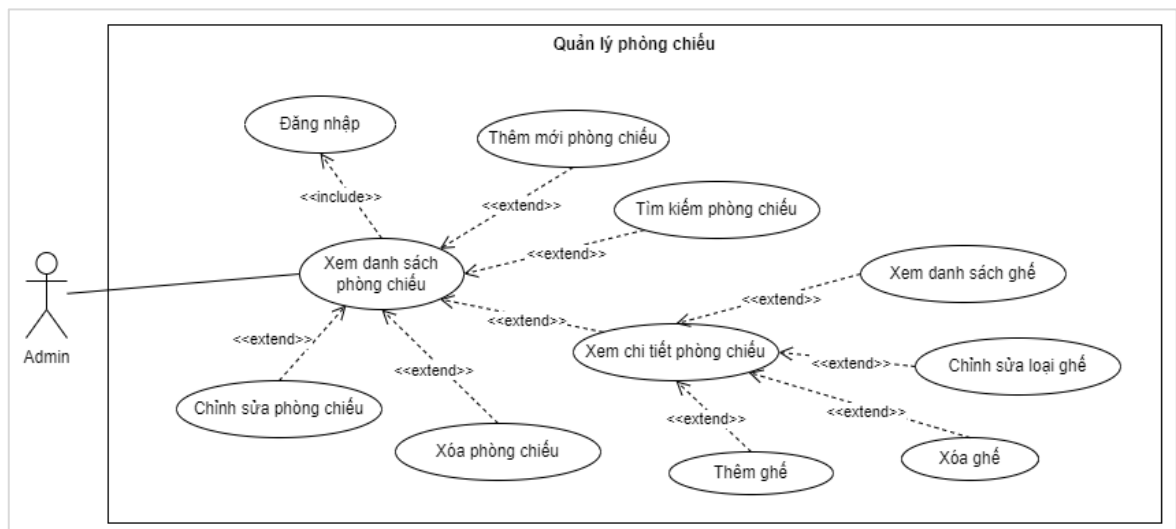 Quản lý phòng chiếu
Đăng nhập
Thêm mới phòng chiếu
<<include>>
<<extend>>
Tìm kiếm phòng chiếu
<<extend>>
Xem danh sách
phòng chiếu
Xem danh sách ghế
<<extend>>
<<extend>>
Admin
<<extend>>
Xem chi tiết phòng chiếu
<<extend>>
Chỉnh sửa loại ghế
<<extend>>
Chỉnh sửa phòng chiếu
<<extend>>
<<extend>>
Xóa phòng chiếu
Xóa ghế
Thêm ghế